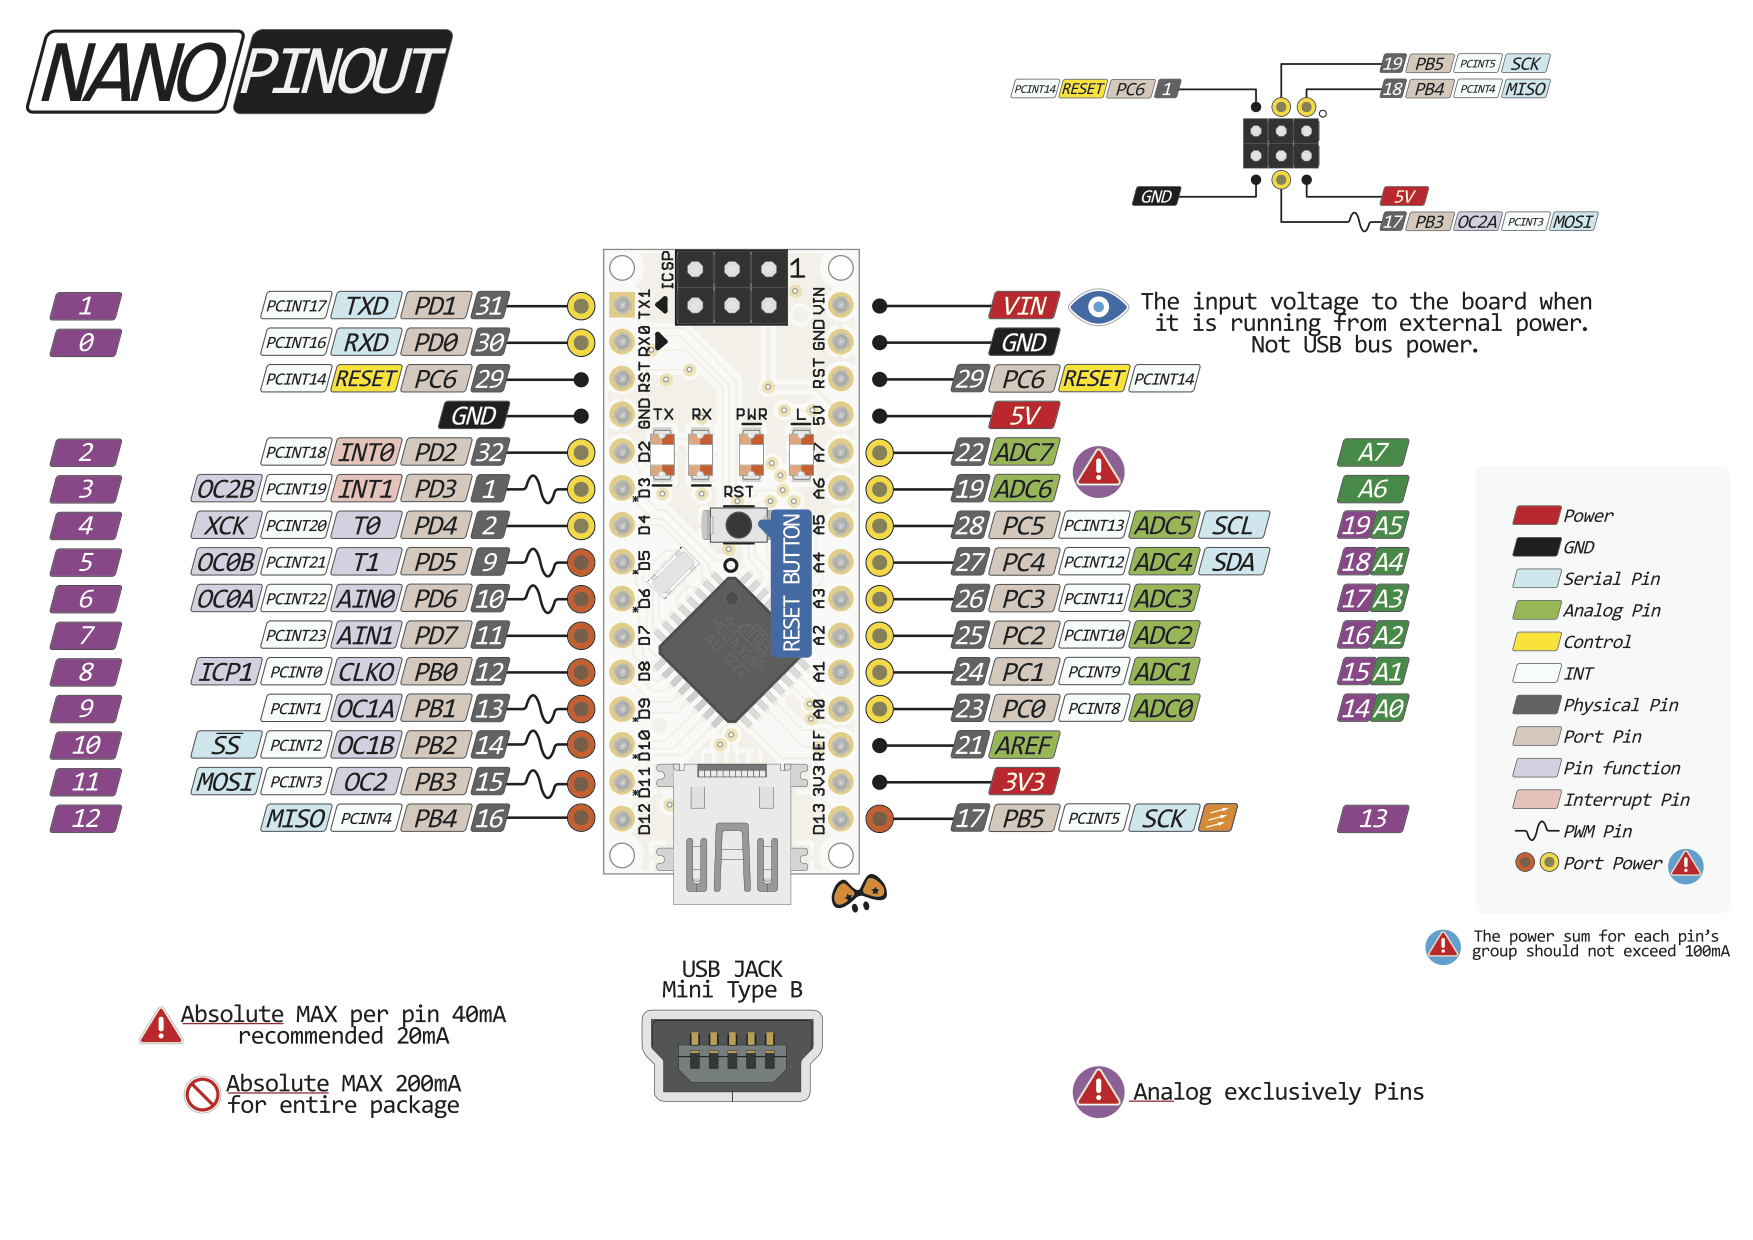 NANO PINOUT
19 PB5 PCINT5 SCK
PCINT14 RESET PC6 1
18 PB4 PCINT4 MISO
GND
5V
17 PB3 OC2A PCINT3 MOSI
ICSP
1
1 PCINT17 TXD PD1 31
TX1
VIN
VIN
The input voltage to the board when
it is running from external power.
Not USB bus power.
0 PCINT16 RXD PD0 30
RX0
GND
GND
PCINT14 RESET PC6 29
RST
RST
29 PC6 RESET PCINT14
GND
GND
TX RX PWR L
5V
5V
2 PCINT18 INT0 PD2 32
D2
A7
22 ADC7
A7
3 OC2B PCINT19 INT1 PD3 1
*D3
RST
A6
19 ADC6
A6
4 XCK PCINT20 T0 PD4 2
D4
RESET BUTTON
A5
28 PC5 PCINT13 ADC5 SCL
19 A5
5 OC0B PCINT21 T1 PD5 9
*D5
A4
27 PC4 PCINT12 ADC4 SDA
18 A4
6 OC0A PCINT22 AIN0 PD6 10
*D6
A3
26 PC3 PCINT11 ADC3
17 A3
7 PCINT23 AIN1 PD7 11
D7
A2
25 PC2 PCINT10 ADC2
16 A2
8 ICP1 PCINT0 CLKO PB0 12
D8
A1
24 PC1 PCINT9 ADC1
15 A1
9 PCINT1 OC1A PB1 13
*D9
A0
23 PC0 PCINT8 ADC0
14 A0
10 SS PCINT2 OC1B PB2 14
*D10
REF
21 AREF
11 MOSI PCINT3 OC2 PB3 15
*D11
3V3
3V3
12 MISO PCINT4 PB4 16
D12
D13
17 PB5 PCINT5 SCK
13
Power
GND
Serial Pin
Analog Pin
Control
INT
Physical Pin
Port Pin
Pin function
Interrupt Pin
PWM Pin
Port Power
The power sum for each pin's
group should not exceed 100mA
USB JACK
Mini Type B
Absolute MAX per pin 40mA
recommended 20mA
Absolute MAX 200mA
for entire package
Analog exclusively Pins